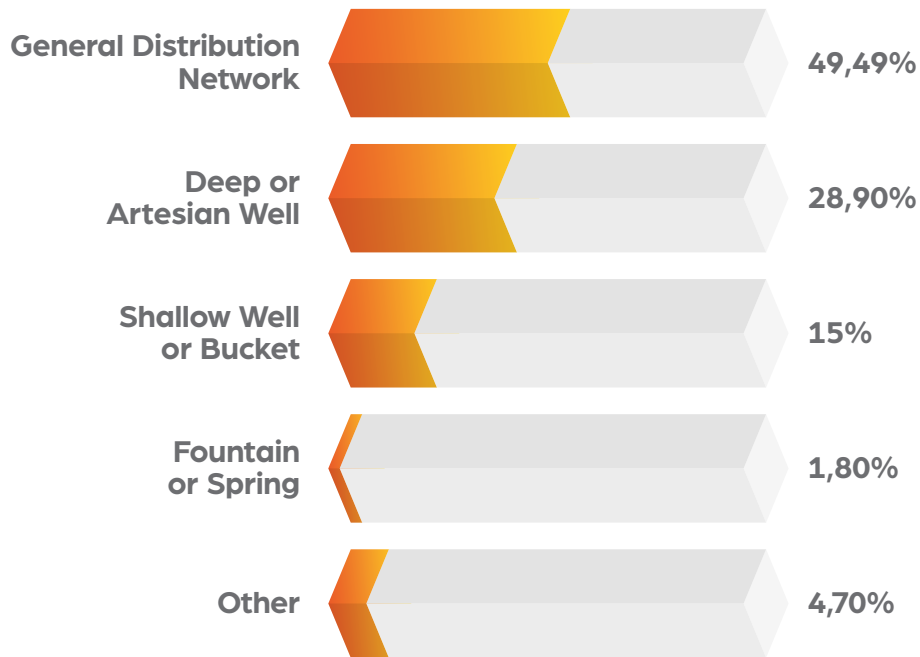 General Distribution
Network
49,49%
Deep or
Artesian Well
28,90%
Shallow Well
or Bucket
15%
Fountain
or Spring
1,80%
Other
4,70%